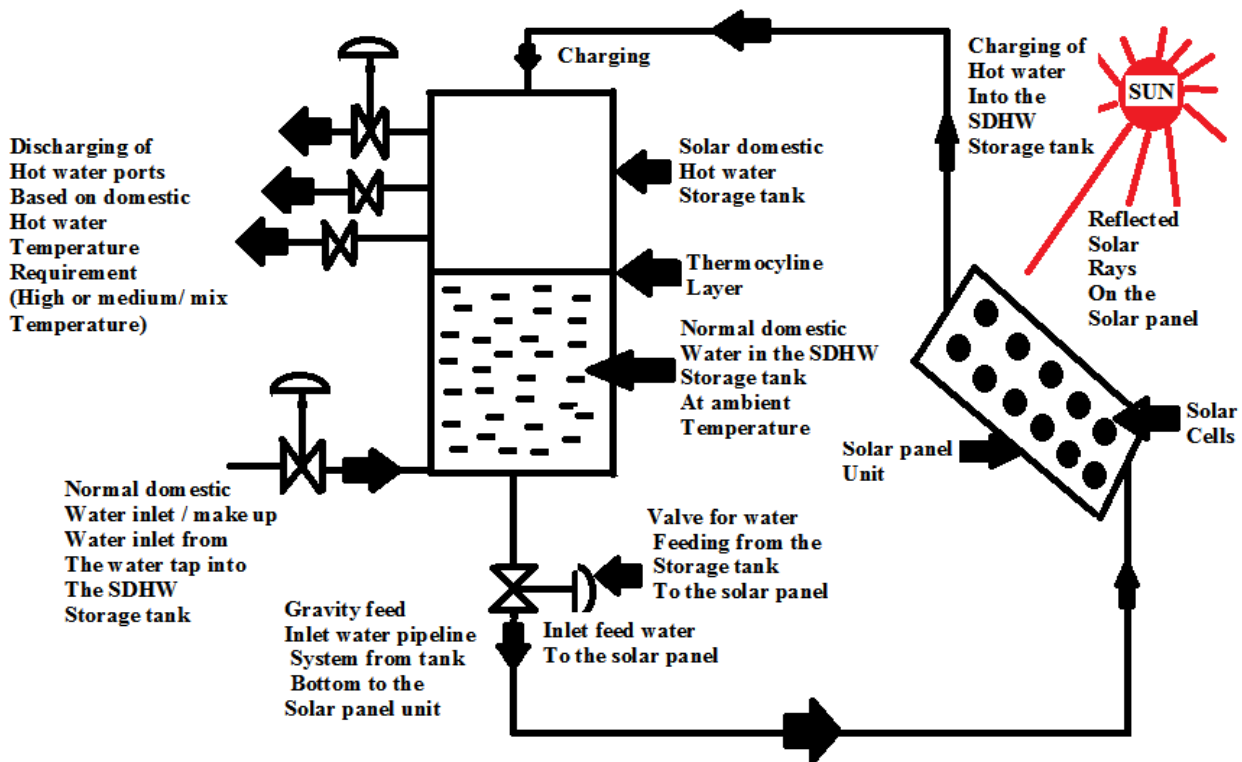 Charging
Charging of
Hot water
Into the
SDHW
Storage tank
SUN
Discharging of
Hot water ports
Based on domestic
Hot water
Temperature
Requirement
(High or medium/ mix
Temperature)
Solar domestic
Hot water
Storage tank
Reflected
Solar
Rays
On the
Solar panel
Thermocyline
Layer
Normal domestic
Water in the SDHW
Storage tank
At ambient
Temperature
Solar
Cells
Solar panel
Unit
Normal domestic
Water inlet / make up
Water inlet from
The water tap into
The SDHW
Storage tank
Valve for water
Feeding from the
Storage tank
To the solar panel
Gravity feed
Inlet water pipeline
System from tank
Bottom to the
Solar panel unit
Inlet feed water
To the solar panel